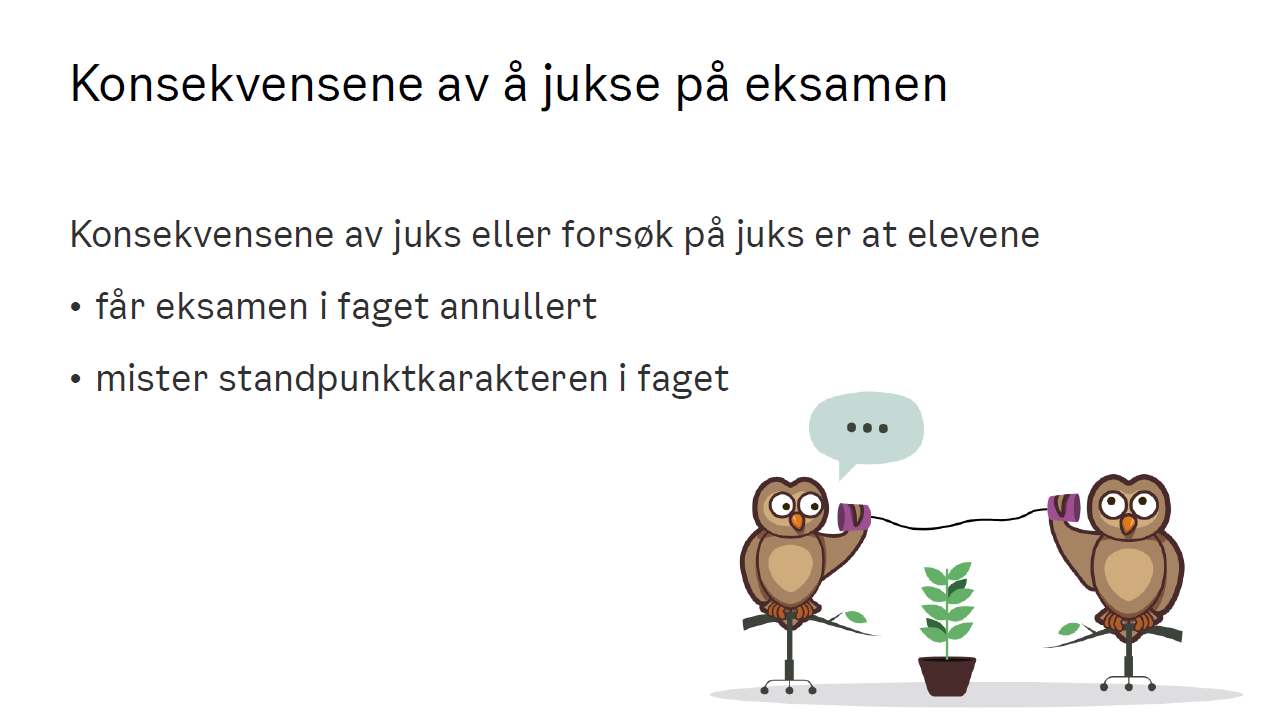 Konsekvensene av å jukse på eksamen
Konsekvensene av juks eller forsøk på juks er at elevene
• får eksamen i faget annullert
• mister standpunktkarakteren i faget